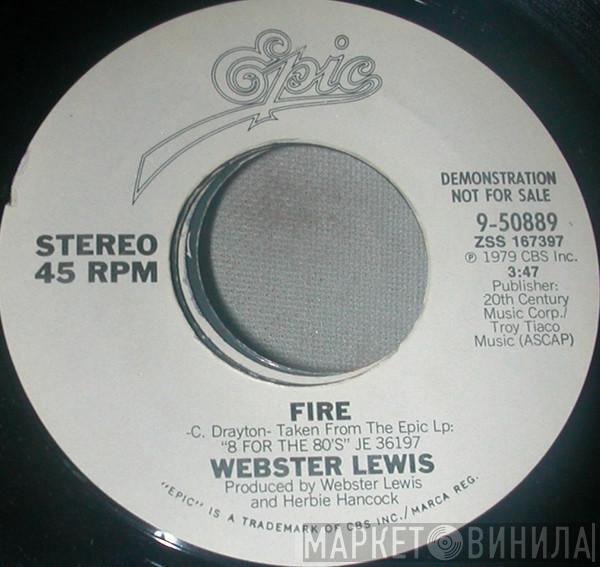 Epic
DEMONSTRATION
NOT FOR SALE
9-50889
ZSS 167397
℗ 1979 CBS Inc.
3:47
Publisher:
20th Century
Music Corp./
Troy Tiaco
Music (ASCAP)
STEREO
45 RPM
FIRE
-C. Drayton- Taken From The Epic Lp:
"8 FOR THE 80'S" JE 36197
WEBSTER LEWIS
Produced by Webster Lewis
and Herbie Hancock
"EPIC" IS A TRADEMARK OF CBS INC./MARCA REG.
МАРКЕТ ВИНИЛА